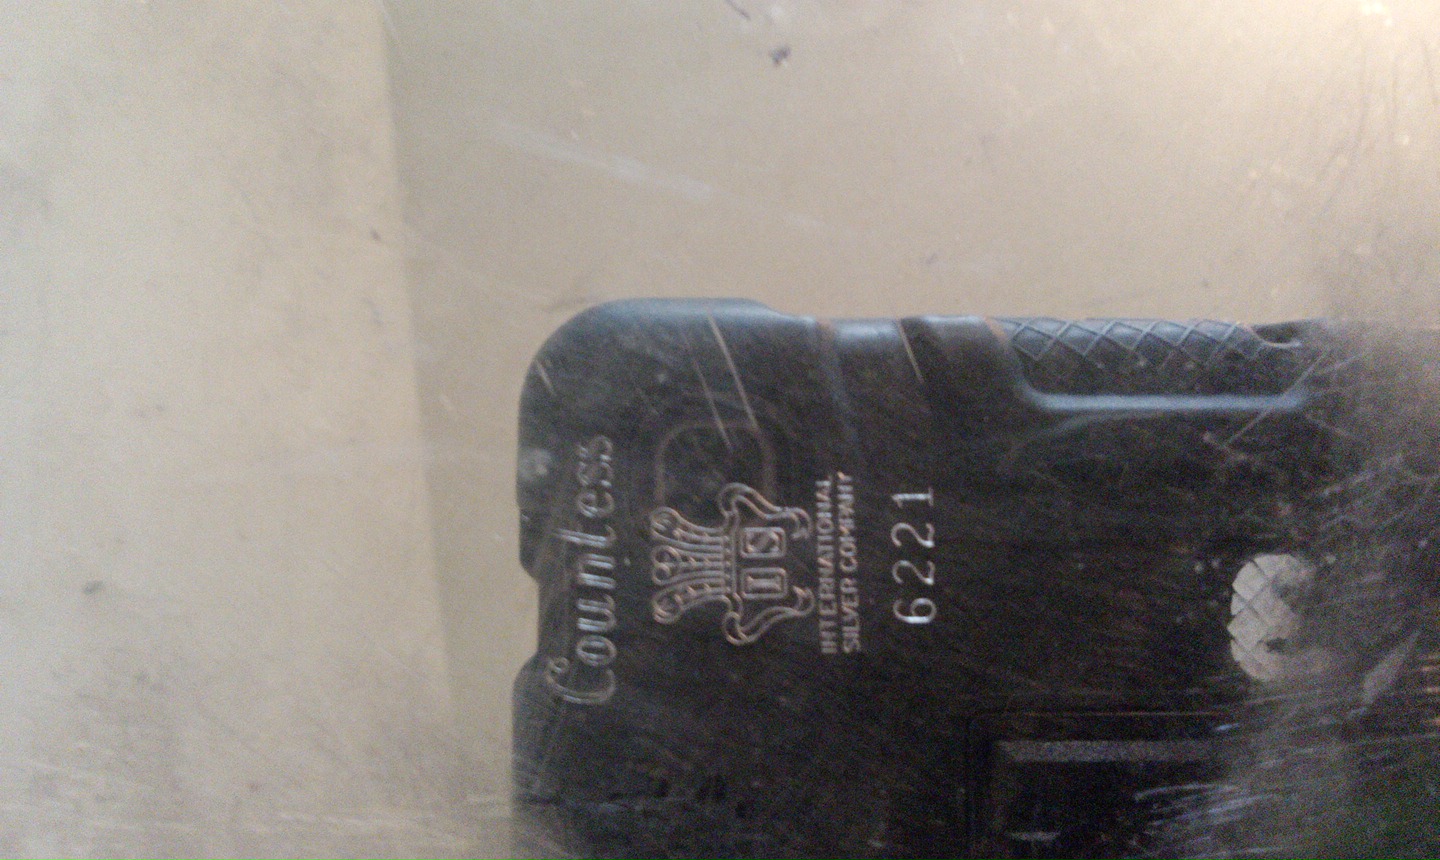 Countess
IS
INTERNATIONAL
SILVER COMPANY
6221